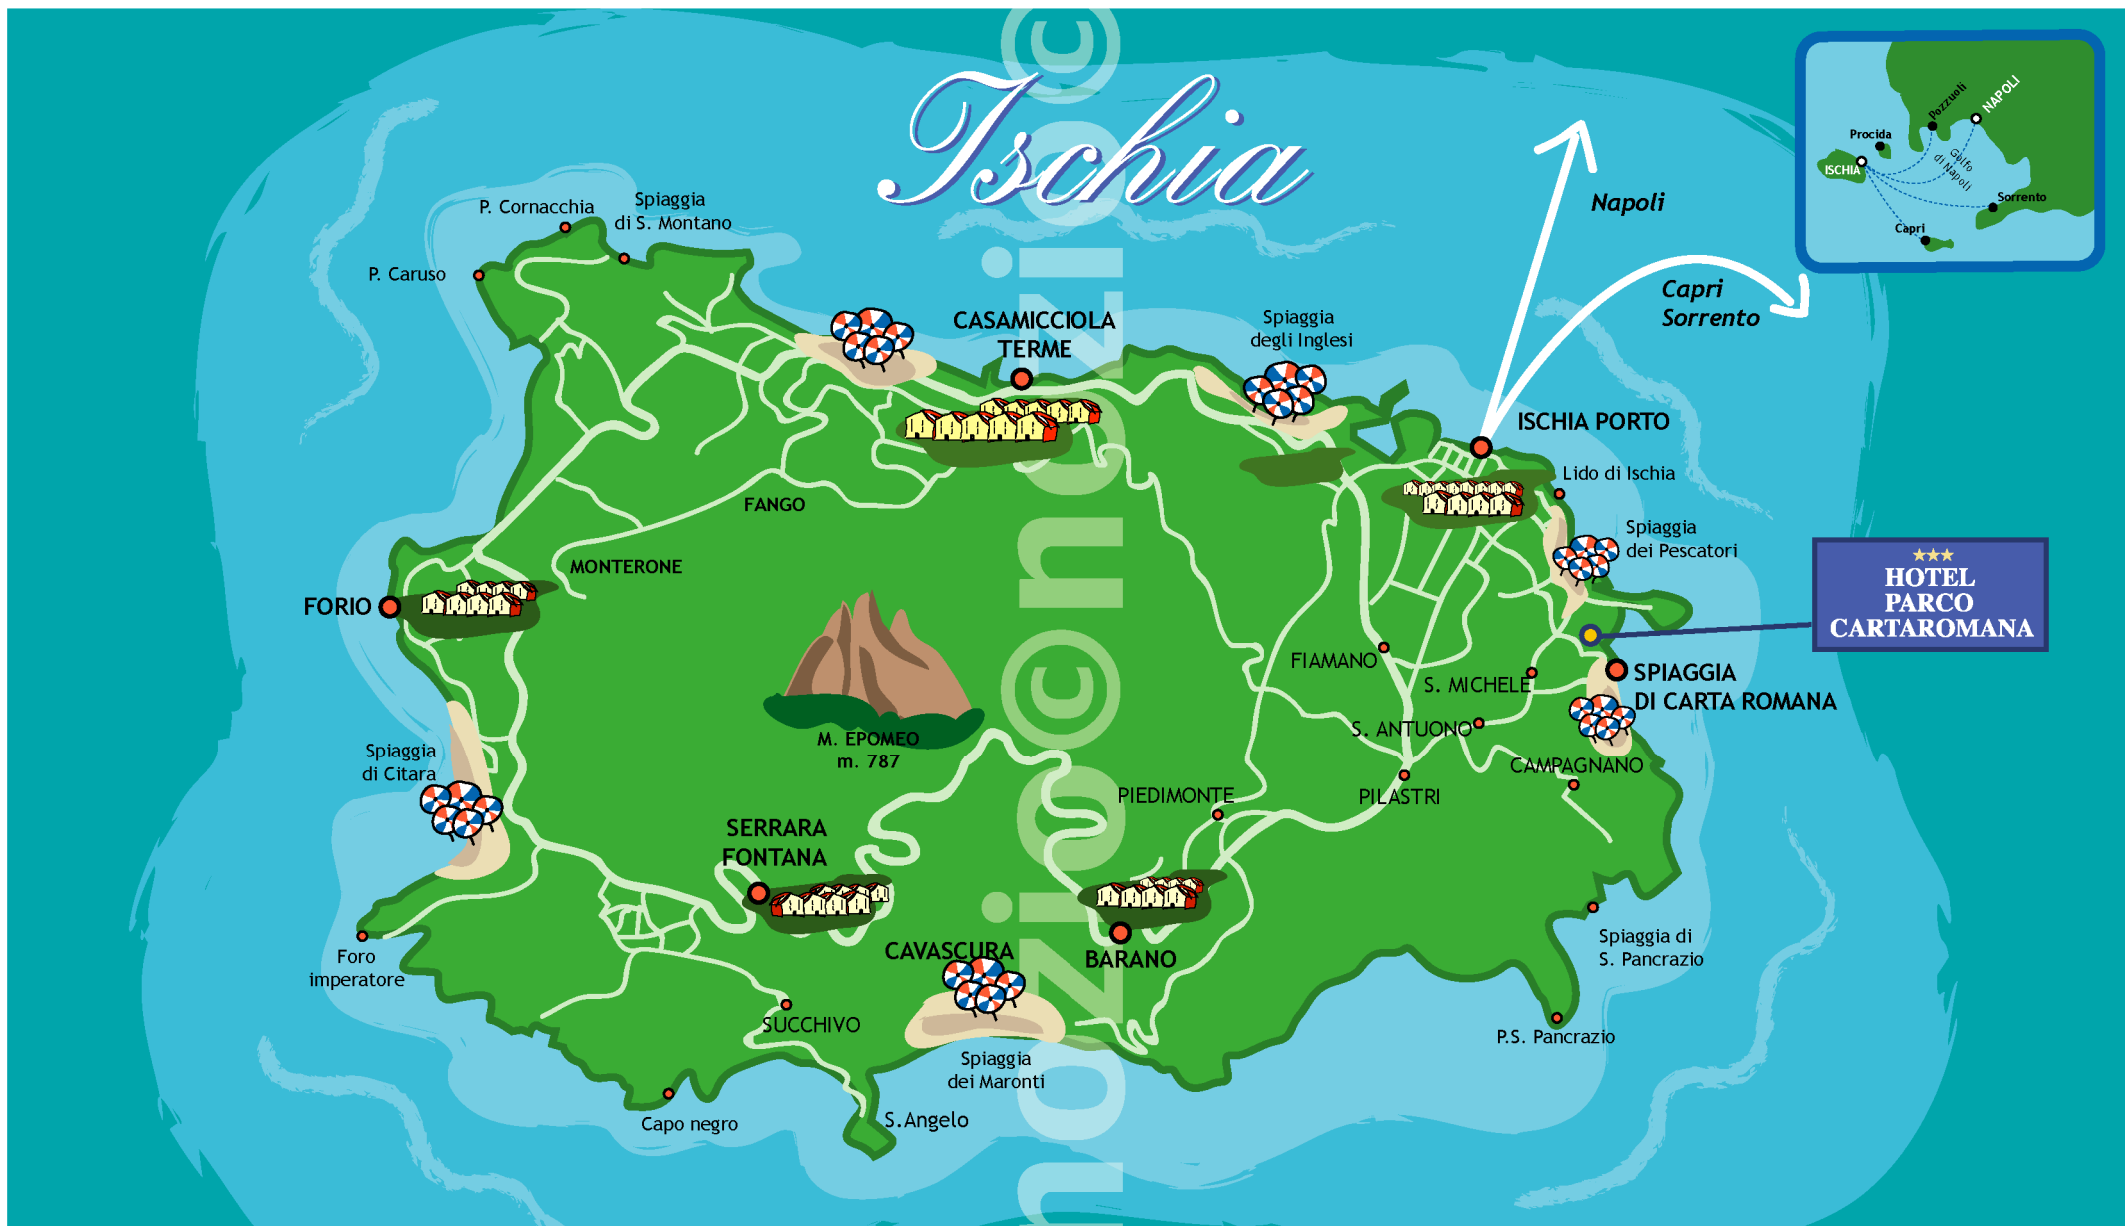 Ischia
P. Cornacchia
Spiaggia
di S. Montano
P. Caruso
CASAMICCIOLA
TERME
Spiaggia
degli Inglesi
Napoli
Capri
Sorrento
Pozzuoli
NAPOLI
Procida
ISCHIA
Golfo
di Napoli
Sorrento
Capri
ISCHIA PORTO
Lido di Ischia
Spiaggia
dei Pescatori
★★★
HOTEL
PARCO
CARTAROMANA
SPIAGGIA
DI CARTA ROMANA
FANGO
MONTERONE
FORIO
M. EPOMEO
m. 787
FIAMANO
S. MICHELE
S. ANTUONO
CAMPAGNANO
PILASTRI
PIEDIMONTE
Spiaggia
di Citara
SERRARA
FONTANA
CAVASCURA
BARANO
Foro
imperatore
SUCCHIVO
Spiaggia
dei Maronti
Capo negro
S.Angelo
Spiaggia di
S. Pancrazio
P.S. Pancrazio